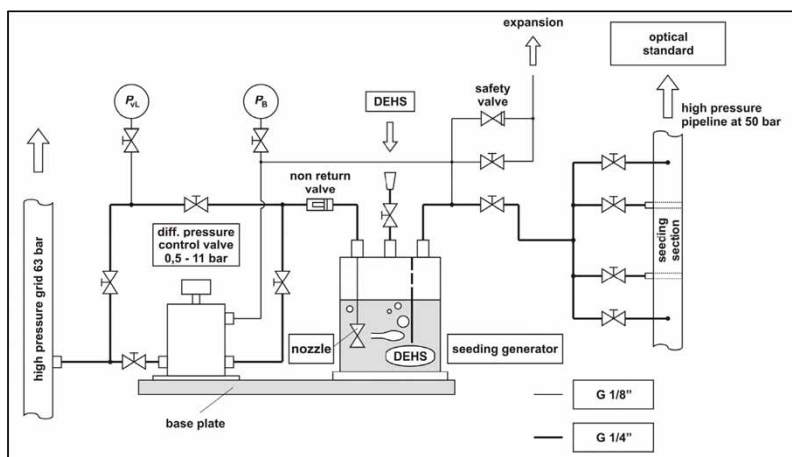 expansion
optical
standard
P_vL
P_B
DEHS
safety
valve
high pressure
pipeline at 50 bar
non return
valve
diff. pressure
control valve
0,5 - 11 bar
high pressure grid 63 bar
seeding
section
nozzle
DEHS
seeding generator
base plate
G 1/8”
G 1/4”